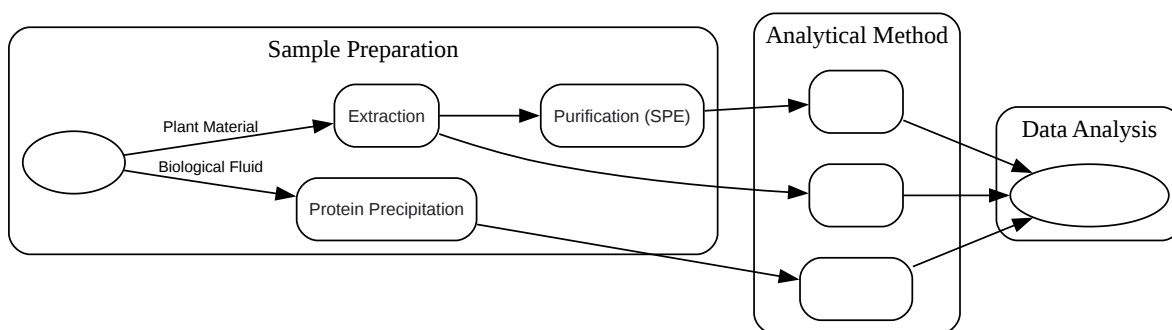 Sample Preparation
Plant Material
Biological Fluid
Extraction
Purification (SPE)
Protein Precipitation
Analytical Method
Data Analysis